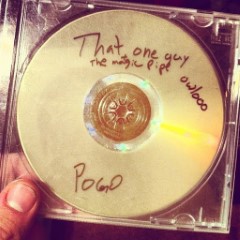 That one guy
The magic Pipe
owlooo
POGO